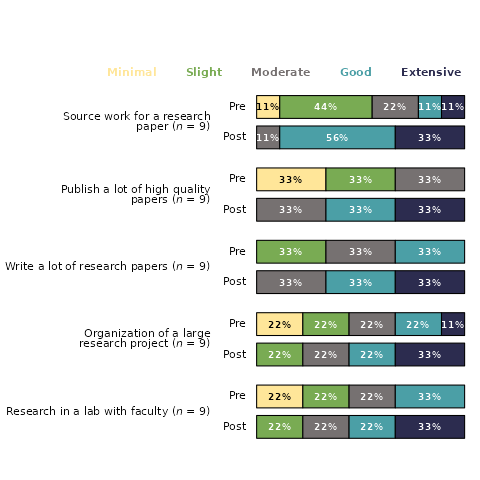 Minimal Slight Moderate Good Extensive
Source work for a research
paper (n = 9)
Pre 11% 44% 22% 11% 11%
Post 11% 56% 33%
Publish a lot of high quality
papers (n = 9)
Pre 33% 33% 33%
Post 33% 33% 33%
Write a lot of research papers (n = 9)
Pre 33% 33% 33%
Post 33% 33% 33%
Organization of a large
research project (n = 9)
Pre 22% 22% 22% 22% 11%
Post 22% 22% 22% 33%
Research in a lab with faculty (n = 9)
Pre 22% 22% 22% 33%
Post 22% 22% 22% 33%